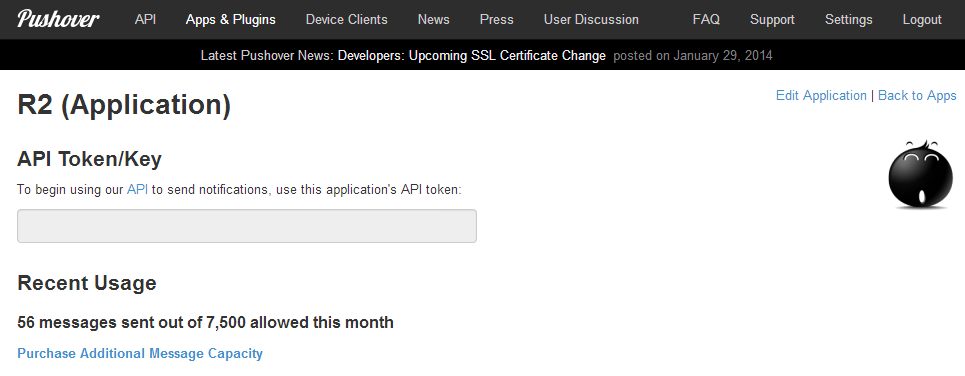 Pushover API Apps & Plugins Device Clients News Press User Discussion FAQ Support Settings Logout
Latest Pushover News: Developers: Upcoming SSL Certificate Change posted on January 29, 2014
R2 (Application)
Edit Application | Back to Apps
API Token/Key
To begin using our API to send notifications, use this application's API token:
Recent Usage
56 messages sent out of 7,500 allowed this month
Purchase Additional Message Capacity